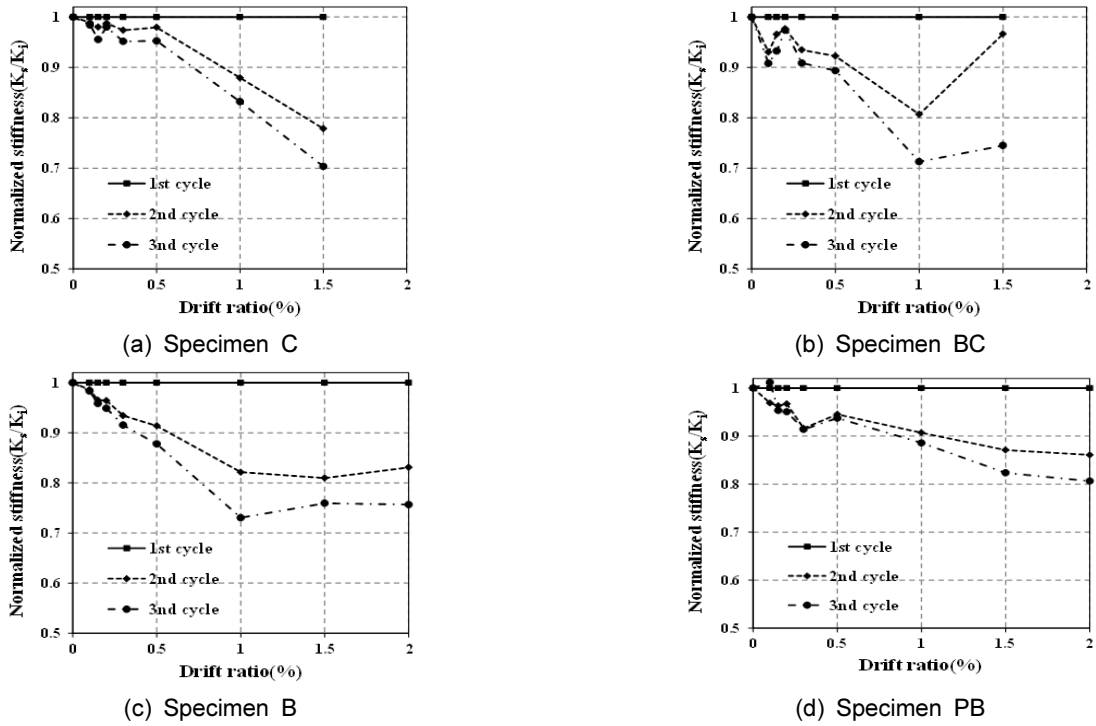 1
0.9
0.8
0.7
0.6
0.5
Normalized stiffness(Ks/Ki)
1st cycle
2nd cycle
3nd cycle
0
0.5
1
1.5
2
Drift ratio(%)
(a) Specimen C
1
0.9
0.8
0.7
0.6
0.5
Normalized stiffness(Ks/Ki)
1st cycle
2nd cycle
3nd cycle
0
0.5
1
1.5
2
Drift ratio(%)
(b) Specimen BC
1
0.9
0.8
0.7
0.6
0.5
Normalized stiffness(Ks/Ki)
1st cycle
2nd cycle
3nd cycle
0
0.5
1
1.5
2
Drift ratio(%)
(c) Specimen B
1
0.9
0.8
0.7
0.6
0.5
Normalized stiffness(Ks/Ki)
1st cycle
2nd cycle
3nd cycle
0
0.5
1
1.5
2
Drift ratio(%)
(d) Specimen PB